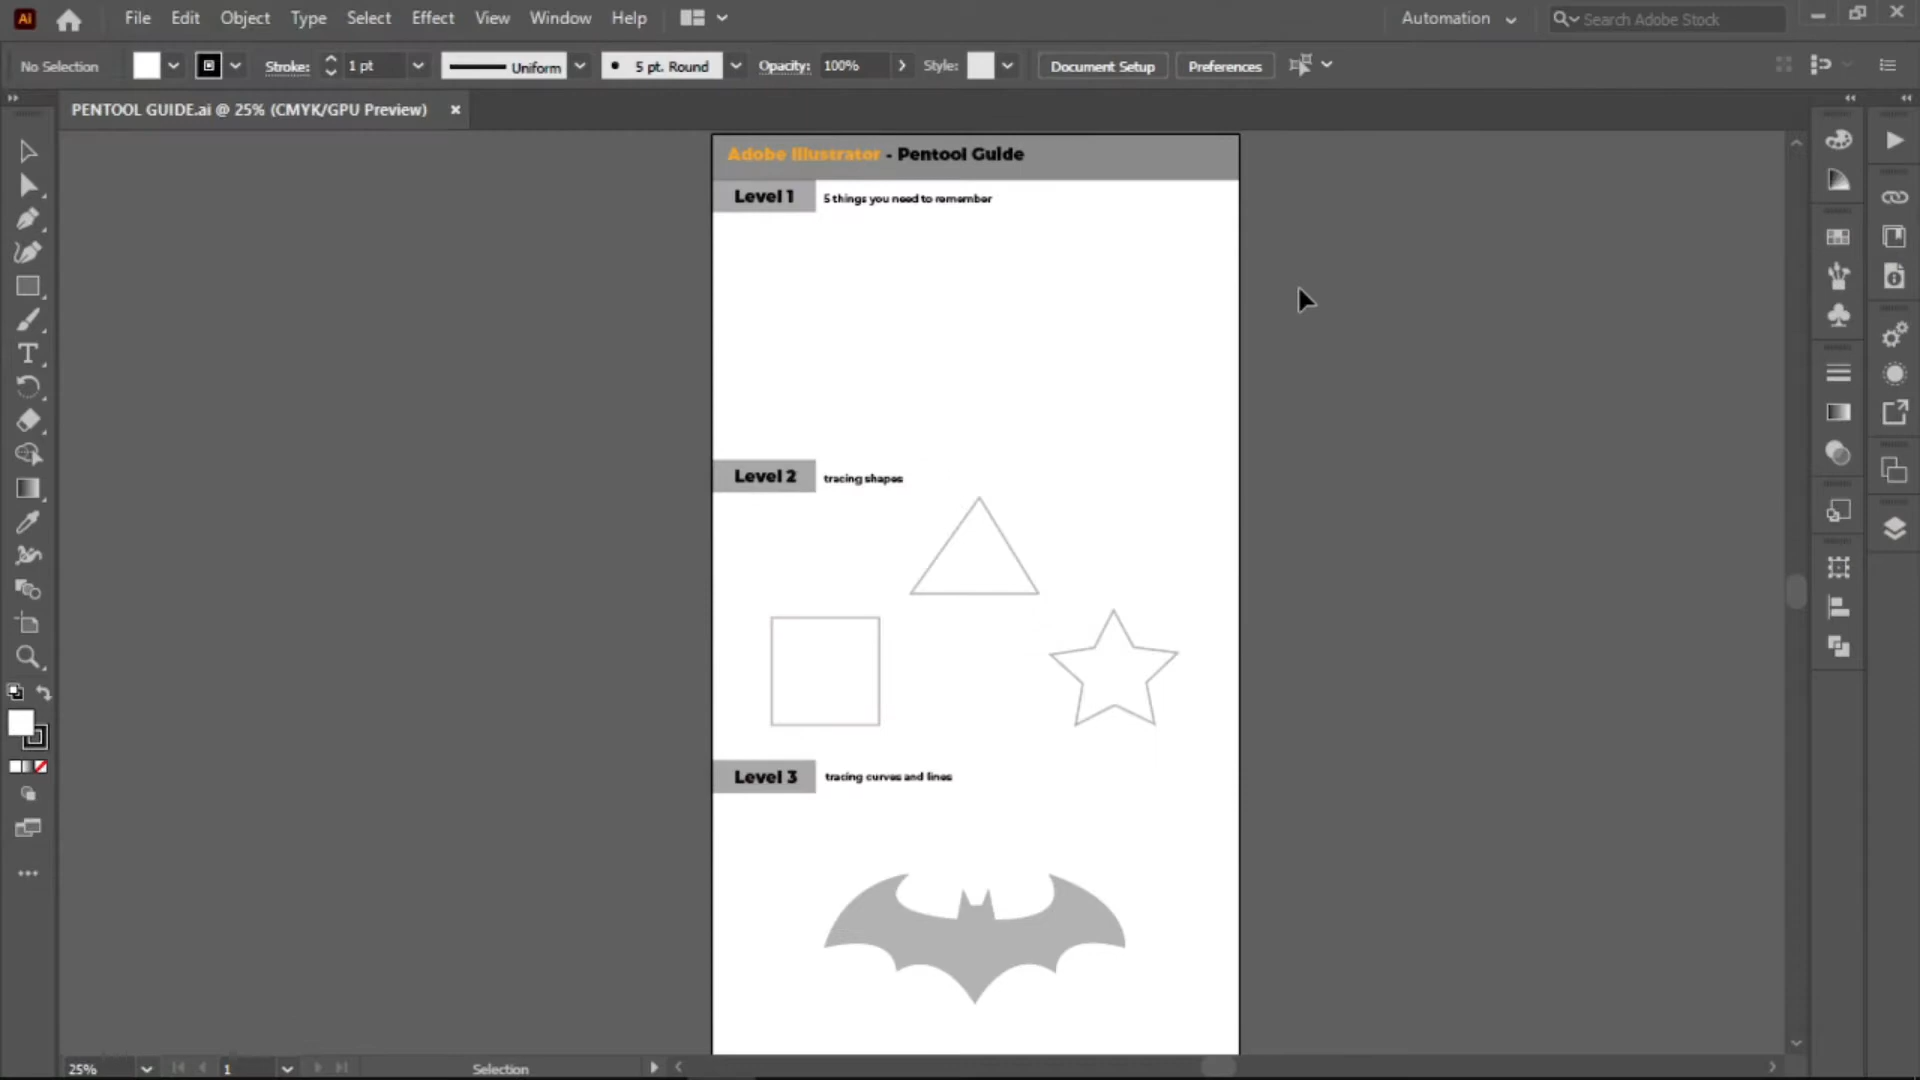 Ai File Edit Object Type Select Effect View Window Help Automation Search Adobe Stock
No Selection Stroke: 1 pt Uniform 5 pt. Round Opacity: 100% Style: Document Setup Preferences
PENTOOL GUIDE.ai @ 25% (CMYK/GPU Preview)
Adobe Illustrator - Pentool Guide
Level 1 5 things you need to remember
Level 2 tracing shapes
Level 3 tracing curves and lines
25% 1 Selection